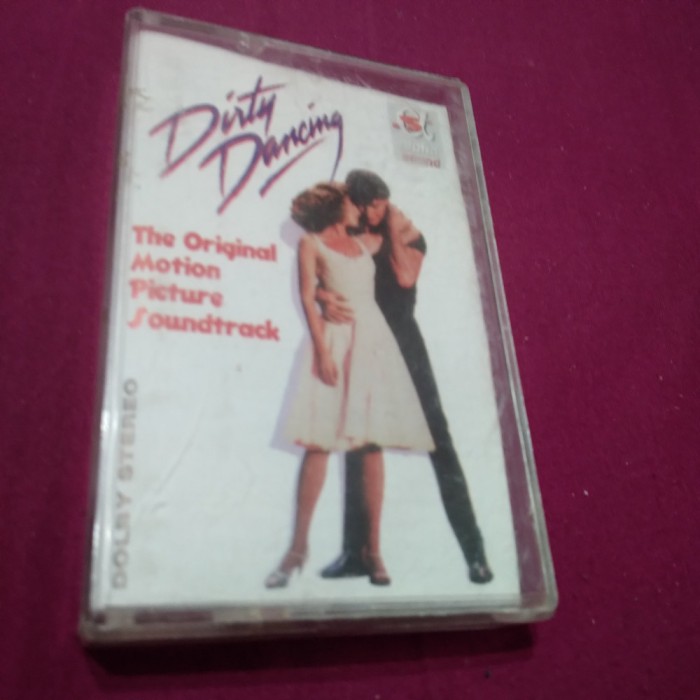 Dirty
Dancing
The Original
Motion
Picture
Soundtrack
DOLBY STEREO